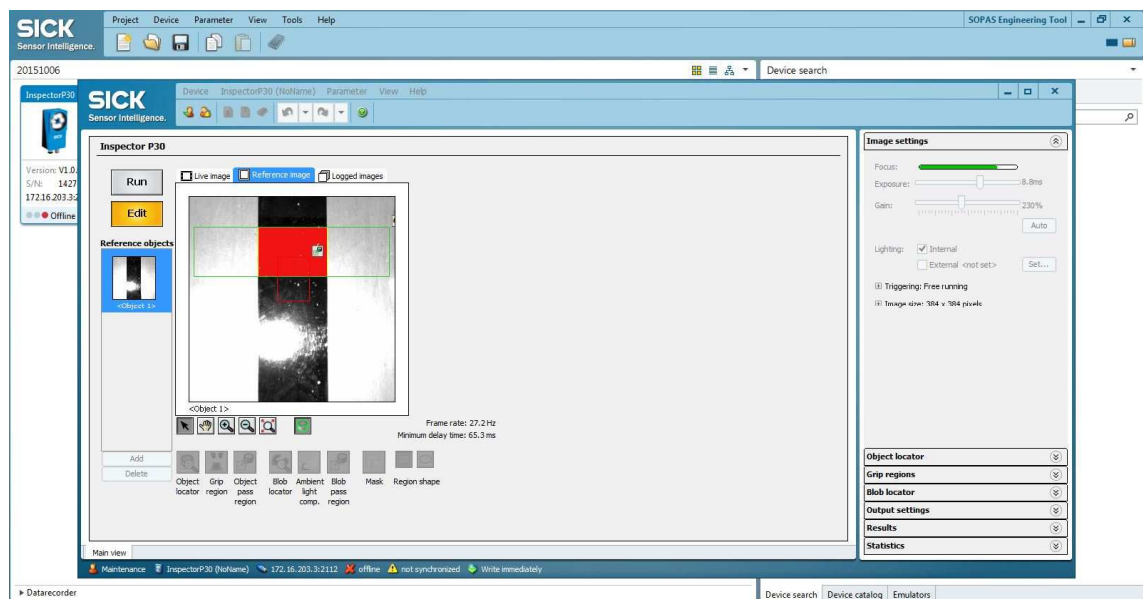 SICK
Sensor Intelligence.
Project Device Parameter View Tools Help
SOPAS Engineering Tool
20151006
Device search
InspectorP30
Version: V1.0.
S/N: 1427
172.16.203.3:2
Offline
SICK
Sensor Intelligence.
Device InspectorP30 (NoName) Parameter View Help
Inspector P30
Run
Edit
Live image Reference image Logged images
Reference objects
<Object 1>
<Object 1>
Frame rate: 27.2 Hz
Minimum delay time: 65.3 ms
Add
Delete
Object locator
Grip region
Object pass region
Blob locator
Ambient light comp.
Blob pass region
Mask
Region shape
Image settings
Focus:
Exposure: 8.8ms
Gain: 230%
Auto
Lighting: Internal
External <not set> Set...
Triggering: Free running
Image size: 384 x 384 pixels
Object locator
Grip regions
Blob locator
Output settings
Results
Statistics
Main view
Maintenance InspectorP30 (NoName) 172.16.203.3:2112 offline not synchronized Write immediately
Datarecorder
Device search Device catalog Emulators